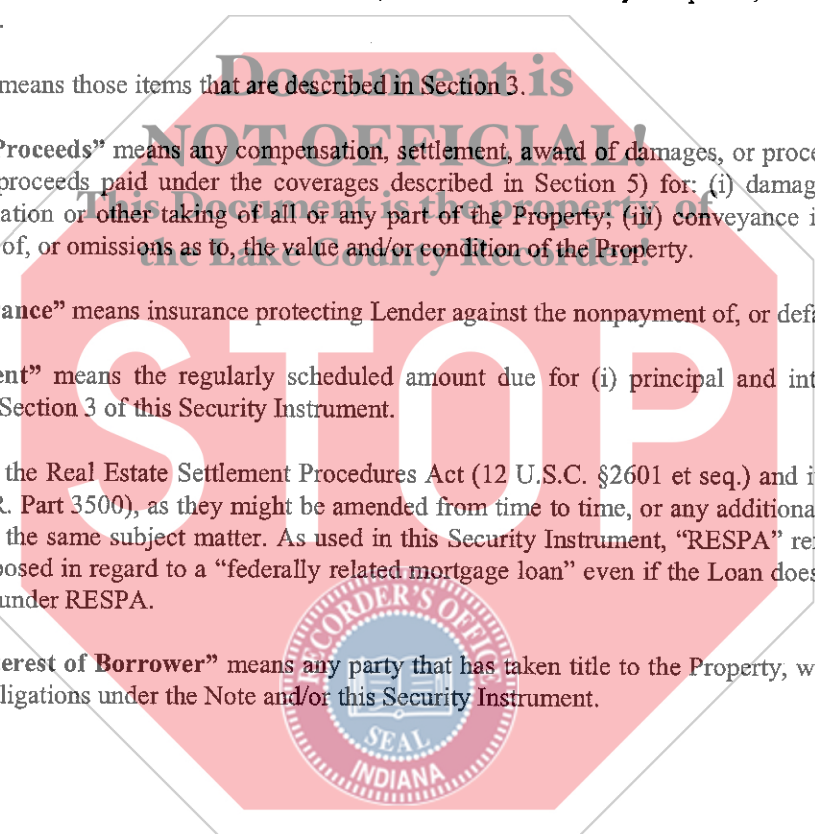 means those items that are described in Section 3.
Proceeds” means any compensation, settlement, award of damages, or proce
proceeds paid under the coverages described in Section 5) for: (i) damag
ation or other taking of all or any part of the Property; (iii) conveyance i
of, or omissions as to, the value and/or condition of the Property.
ance” means insurance protecting Lender against the nonpayment of, or defa
ent” means the regularly scheduled amount due for (i) principal and int
Section 3 of this Security Instrument.
the Real Estate Settlement Procedures Act (12 U.S.C. §2601 et seq.) and i
R. Part 3500), as they might be amended from time to time, or any additiona
the same subject matter. As used in this Security Instrument, “RESPA” re
posed in regard to a “federally related mortgage loan” even if the Loan does
under RESPA.
erest of Borrower” means any party that has taken title to the Property, w
ligations under the Note and/or this Security Instrument.
Document is
NOT OFFICIAL!
This Document is the property of
the Lake County Recorder!
STOP
RECORDER'S OFFICE
SEAL
INDIANA